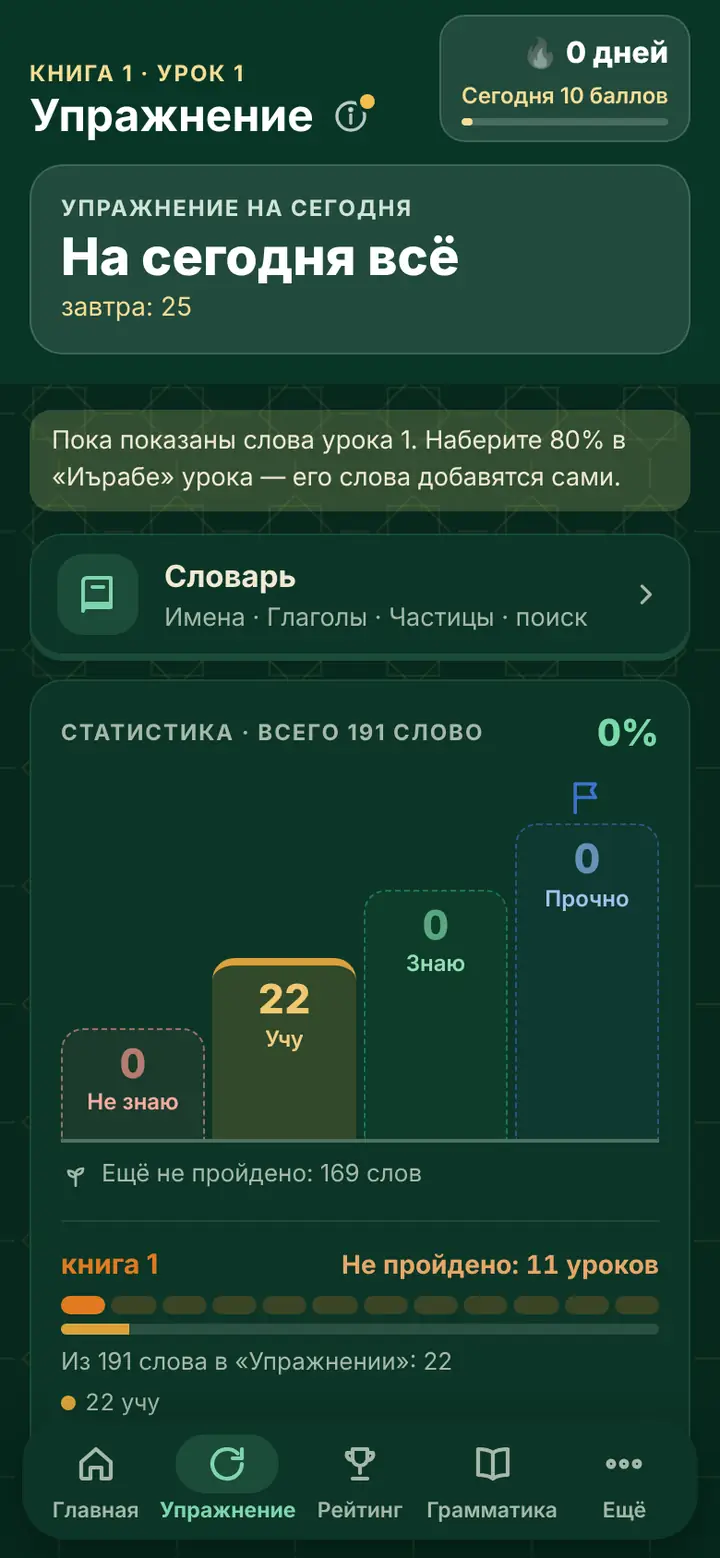 КНИГА 1 · УРОК 1
Упражнение
0 дней
Сегодня 10 баллов
УПРАЖНЕНИЕ НА СЕГОДНЯ
На сегодня всё
завтра: 25
Пока показаны слова урока 1. Наберите 80% в
«Иърабе» урока — его слова добавятся сами.
Словарь
Имена · Глаголы · Частицы · поиск
СТАТИСТИКА · ВСЕГО 191 СЛОВО
0%
0
Не знаю
22
Учу
0
Знаю
0
Прочно
Ещё не пройдено: 169 слов
книга 1
Не пройдено: 11 уроков
Из 191 слова в «Упражнении»: 22
22 учу
Главная
Упражнение
Рейтинг
Грамматика
Ещё